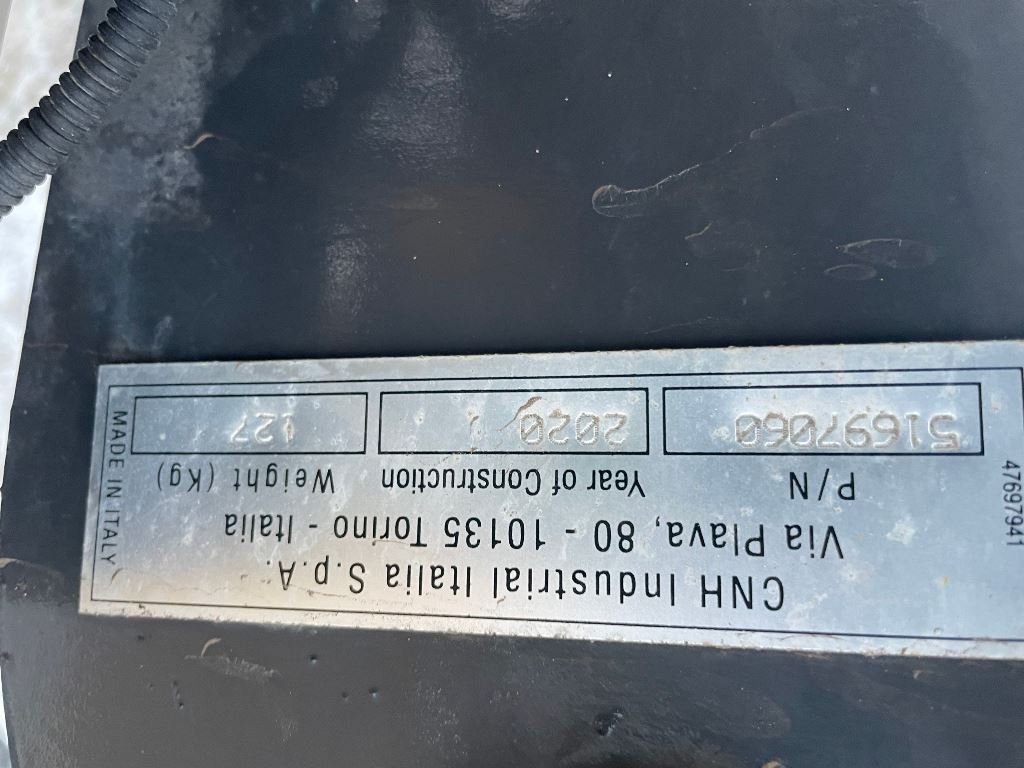 CNH Industrial Italia S.p.A.
Via Plava, 80 - 10135 Torino - Italia
P/N Year of Construction Weight (Kg)
51697060 2020 127
47697941
MADE IN ITALY